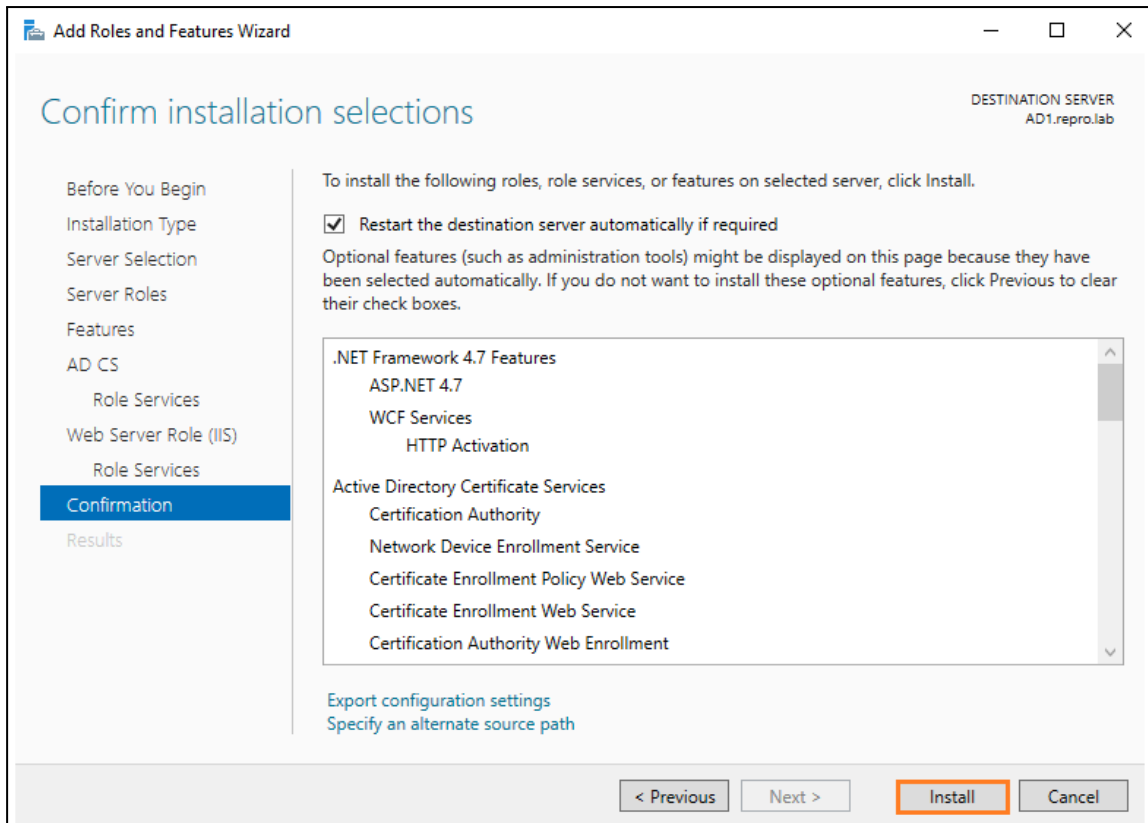 Add Roles and Features Wizard
Confirm installation selections
DESTINATION SERVER
AD1.repro.lab
Before You Begin
Installation Type
Server Selection
Server Roles
Features
AD CS
Role Services
Web Server Role (IIS)
Role Services
Confirmation
Results
To install the following roles, role services, or features on selected server, click Install.
Restart the destination server automatically if required
Optional features (such as administration tools) might be displayed on this page because they have
been selected automatically. If you do not want to install these optional features, click Previous to clear
their check boxes.
.NET Framework 4.7 Features
ASP.NET 4.7
WCF Services
HTTP Activation
Active Directory Certificate Services
Certification Authority
Network Device Enrollment Service
Certificate Enrollment Policy Web Service
Certificate Enrollment Web Service
Certification Authority Web Enrollment
Export configuration settings
Specify an alternate source path
< Previous
Next >
Install
Cancel